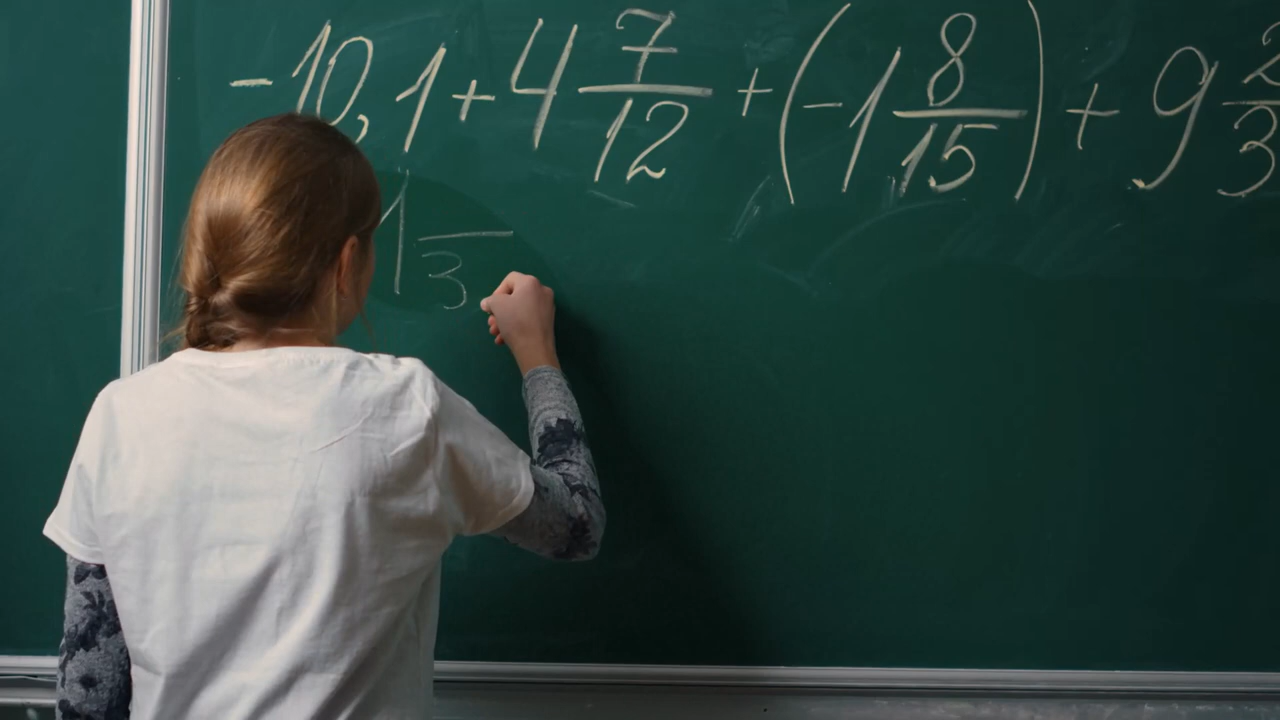 -10,1 + 4 7/12 + (-1 8/15) + 9 2/3
1 /3